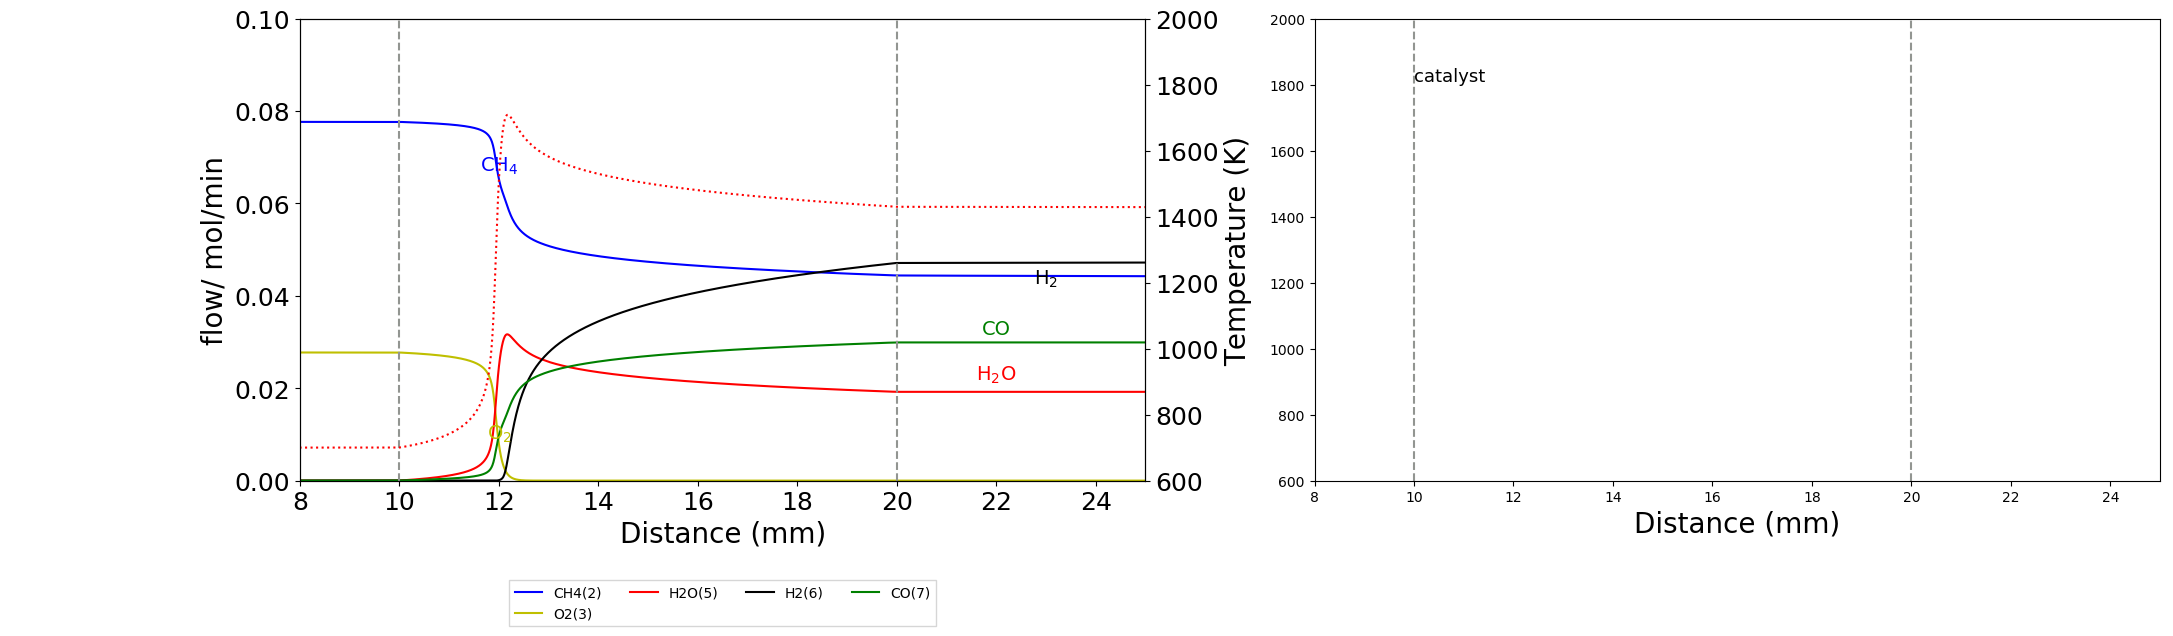 0.10
0.08
0.06
0.04
0.02
0.00
flow/ mol/min
8 10 12 14 16 18 20 22 24
Distance (mm)
2000
1800
1600
1400
1200
1000
800
600
Temperature (K)
CH4
O2
H2
CO
H2O
CH4(2) H2O(5) H2(6) CO(7)
O2(3)
2000
1800
1600
1400
1200
1000
800
600
catalyst
8 10 12 14 16 18 20 22 24
Distance (mm)